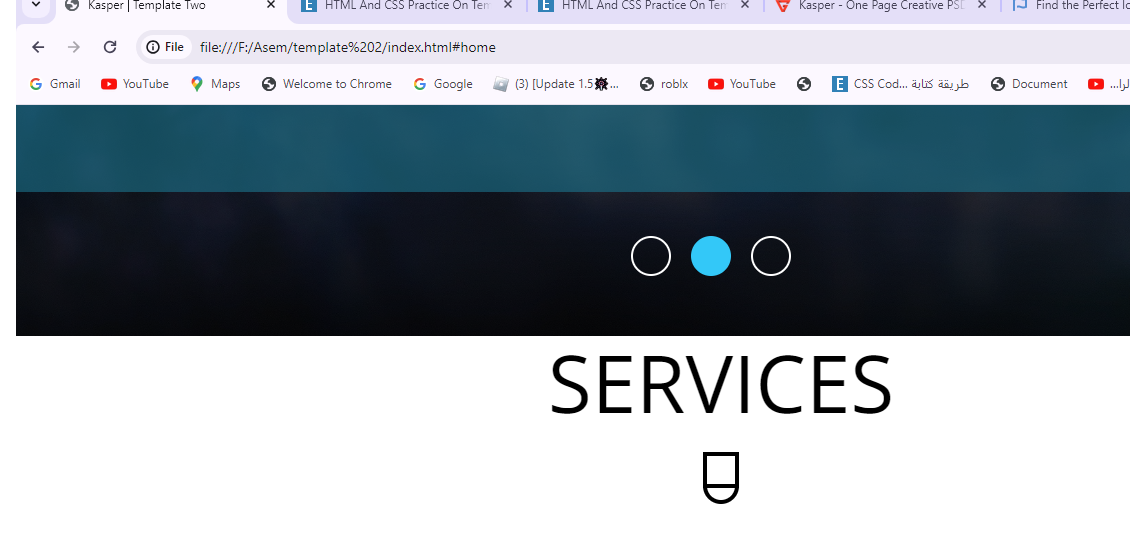 Kasper | Template Two
HTML And CSS Practice On Tem
HTML And CSS Practice On Tem
Kasper - One Page Creative PSD
Find the Perfect Ic
File
file:///F:/Asem/template%202/index.html#home
Gmail
YouTube
Maps
Welcome to Chrome
Google
(3) [Update 1.5 ...
roblx
YouTube
CSS Cod... طريقة كتابة
Document
الرا...
SERVICES